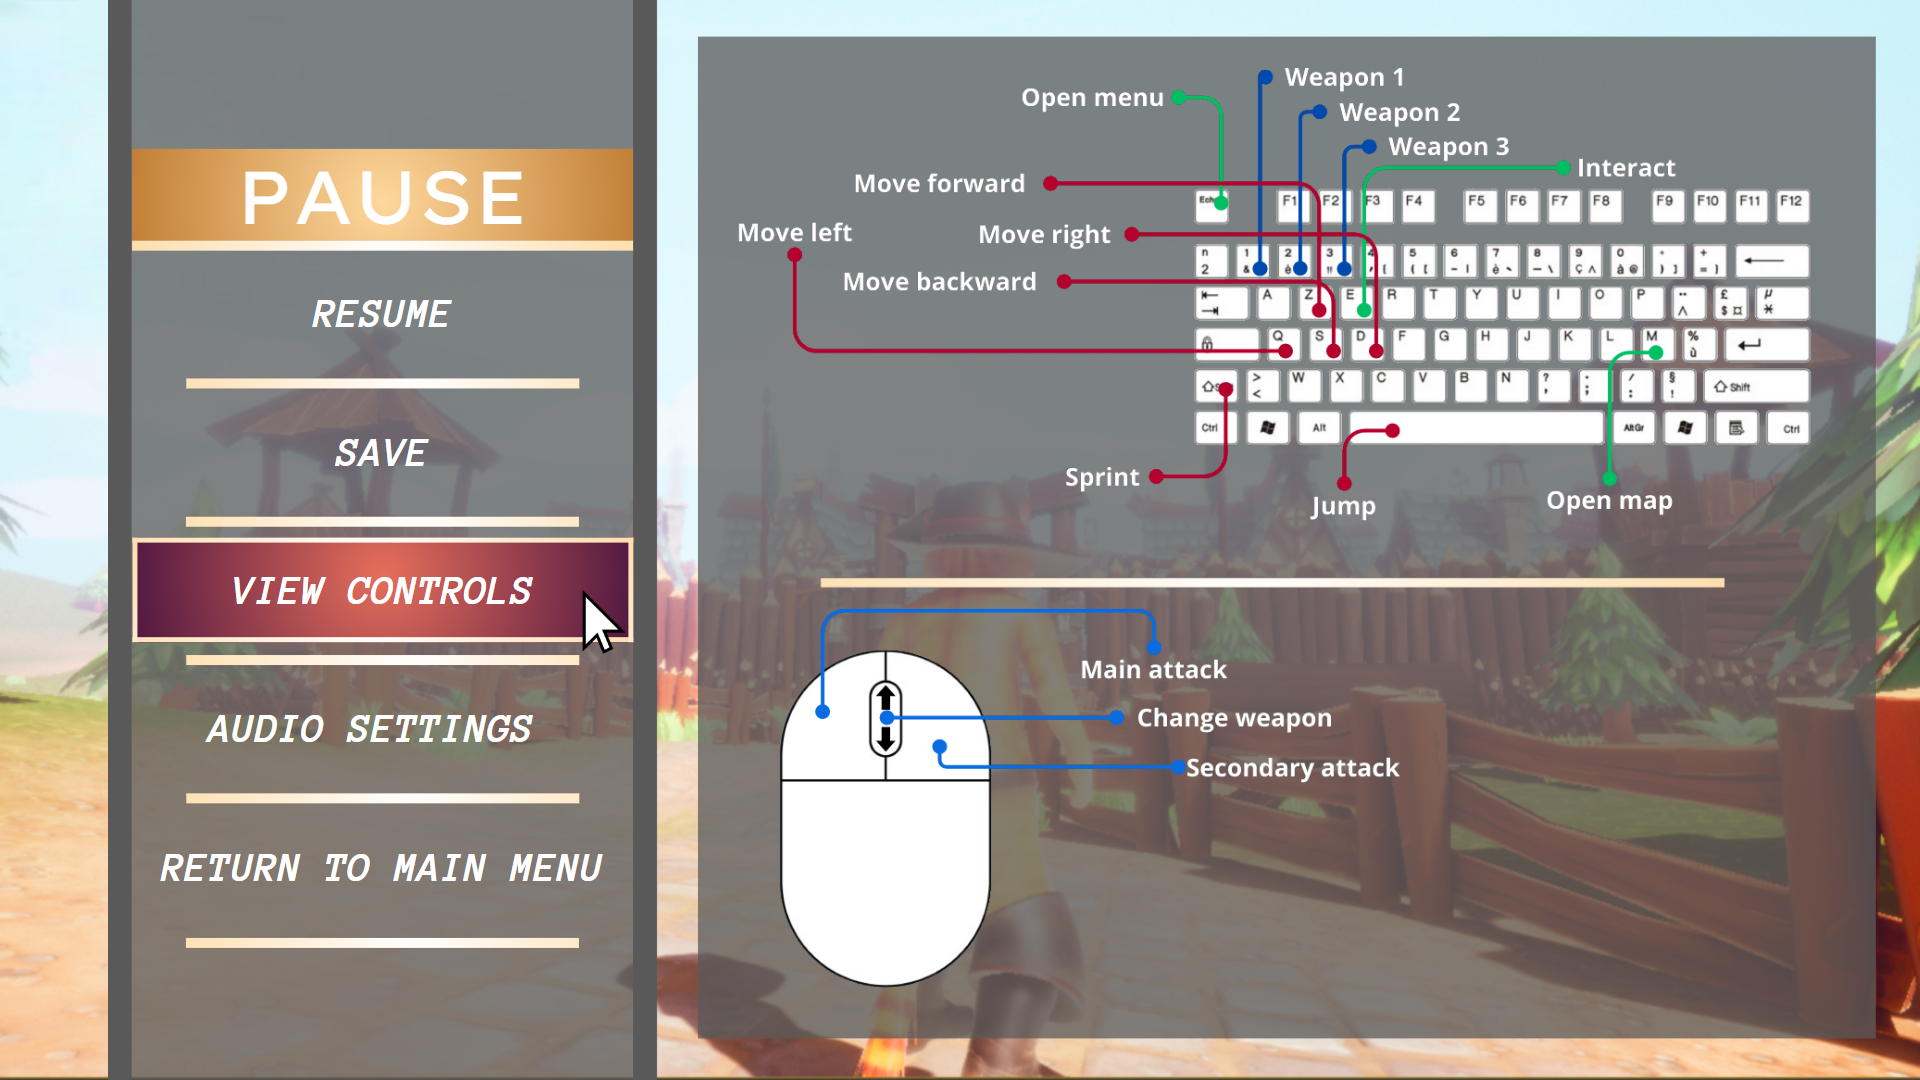 PAUSE
RESUME
SAVE
VIEW CONTROLS
AUDIO SETTINGS
RETURN TO MAIN MENU
Weapon 1
Open menu
Weapon 2
Weapon 3
Interact
Move forward
Move left
Move right
Move backward
F1 F2 F3 F4 F5 F6 F7 F8 F9 F10 F11 F12
A Z E R T Y U I O P
Q S D F G H J K L M
W X C V B N
Shift
Ctrl Alt AltGr Ctrl
Sprint
Jump
Open map
Main attack
Change weapon
Secondary attack